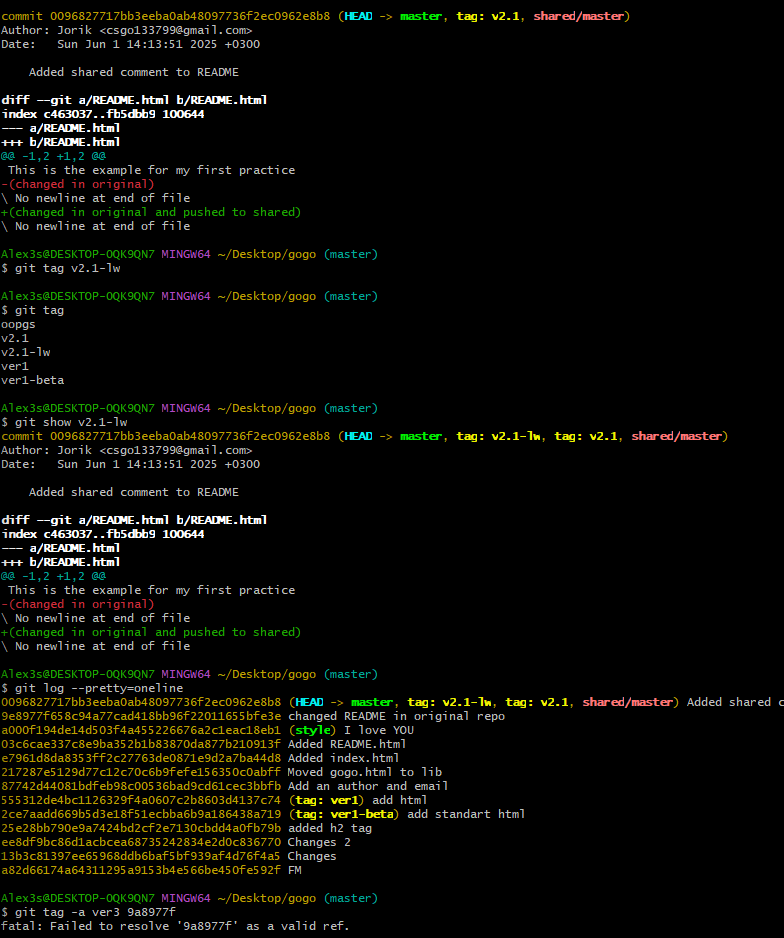 commit 0096827717bb3eeba0ab48097736f2ec0962e8b8 (HEAD -> master, tag: v2.1, shared/master)
Author: Jorik <csgo133799@gmail.com>
Date:   Sun Jun 1 14:13:51 2025 +0300
    Added shared comment to README
diff --git a/README.html b/README.html
index c463037..fb5dbb9 100644
--- a/README.html
+++ b/README.html
@@ -1,2 +1,2 @@
 This is the example for my first practice
-(changed in original)
\ No newline at end of file
+(changed in original and pushed to shared)
\ No newline at end of file
Alex3s@DESKTOP-OQK9QN7 MINGW64 ~/Desktop/gogo (master)
$ git tag v2.1-lw
Alex3s@DESKTOP-OQK9QN7 MINGW64 ~/Desktop/gogo (master)
$ git tag
oopgs
v2.1
v2.1-lw
ver1
ver1-beta
Alex3s@DESKTOP-OQK9QN7 MINGW64 ~/Desktop/gogo (master)
$ git show v2.1-lw
commit 0096827717bb3eeba0ab48097736f2ec0962e8b8 (HEAD -> master, tag: v2.1-lw, tag: v2.1, shared/master)
Author: Jorik <csgo133799@gmail.com>
Date:   Sun Jun 1 14:13:51 2025 +0300
    Added shared comment to README
diff --git a/README.html b/README.html
index c463037..fb5dbb9 100644
--- a/README.html
+++ b/README.html
@@ -1,2 +1,2 @@
 This is the example for my first practice
-(changed in original)
\ No newline at end of file
+(changed in original and pushed to shared)
\ No newline at end of file
Alex3s@DESKTOP-OQK9QN7 MINGW64 ~/Desktop/gogo (master)
$ git log --pretty=oneline
0096827717bb3eeba0ab48097736f2ec0962e8b8 (HEAD -> master, tag: v2.1-lw, tag: v2.1, shared/master) Added shared c
9e8977f658c94a77cad418bb96f22011655bfe3e changed README in original repo
a000f194de14d503f4a455226676a2c1eac18eb1 (style) I love YOU
03c6cae337c8e9ba352b1b83870da877b210913f Added README.html
e7961d8da8353ff2c27763de0871e9d2a7ba44d8 Added index.html
217287e5129d77c12c70c6b9fefe156350c0abff Moved gogo.html to lib
87742d44081bdfeb98c00536bad9cd61cec3bbfb Add an author and email
555312de4bc1126329f4a0607c2b8603d4137c74 (tag: ver1) add html
2ce7aadd669b5d3e18f51ecbba6b9a186438a719 (tag: ver1-beta) add standart html
25e28bb790e9a7424bd2cf2e7130cbdd4a0fb79b added h2 tag
ee8df9bc86d1acbcea68735242834e2d0c836770 Changes 2
13b3c81397ee65968ddb6baf5bf939af4d76f4a5 Changes
a82d66174a64311295a9153b4e566be450fe592f FM
Alex3s@DESKTOP-OQK9QN7 MINGW64 ~/Desktop/gogo (master)
$ git tag -a ver3 9a8977f
fatal: Failed to resolve '9a8977f' as a valid ref.